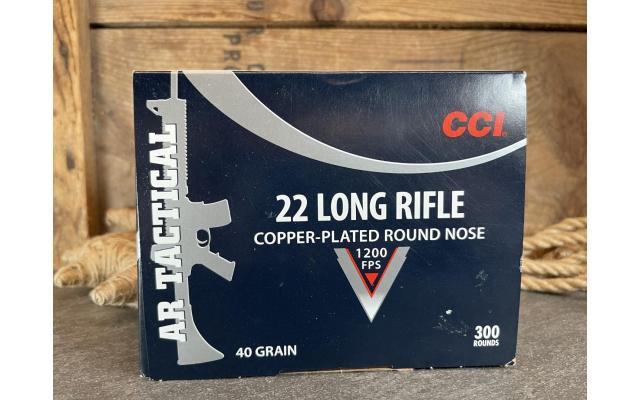 AR TACTICAL
CCI
22 LONG RIFLE
COPPER-PLATED ROUND NOSE
1200
FPS
40 GRAIN
300
ROUNDS